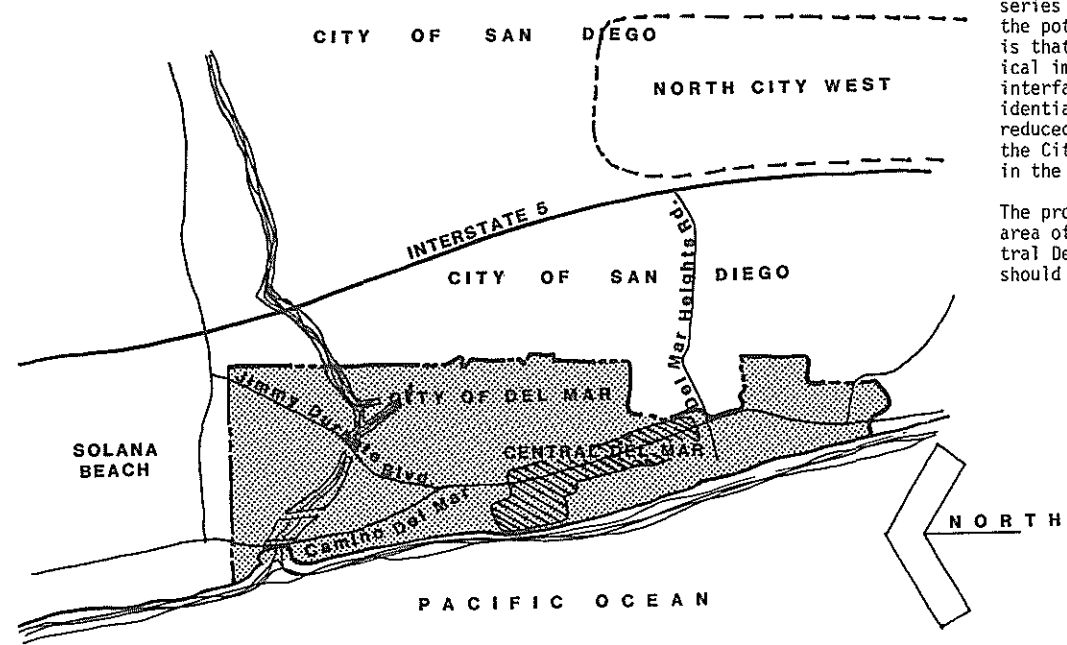 CITY OF SAN DIEGO
NORTH CITY WEST
INTERSTATE 5
CITY OF SAN DIEGO
Del Mar Heights Rd.
Jimmy Durante Blvd.
CITY OF DEL MAR
SOLANA
BEACH
CENTRAL DEL MAR
Camino Del Mar
NORTH
PACIFIC OCEAN
series
the pot
is that
ical im
interfa
identia
reduced
the Cit
in the
The pro
area of
tral De
should